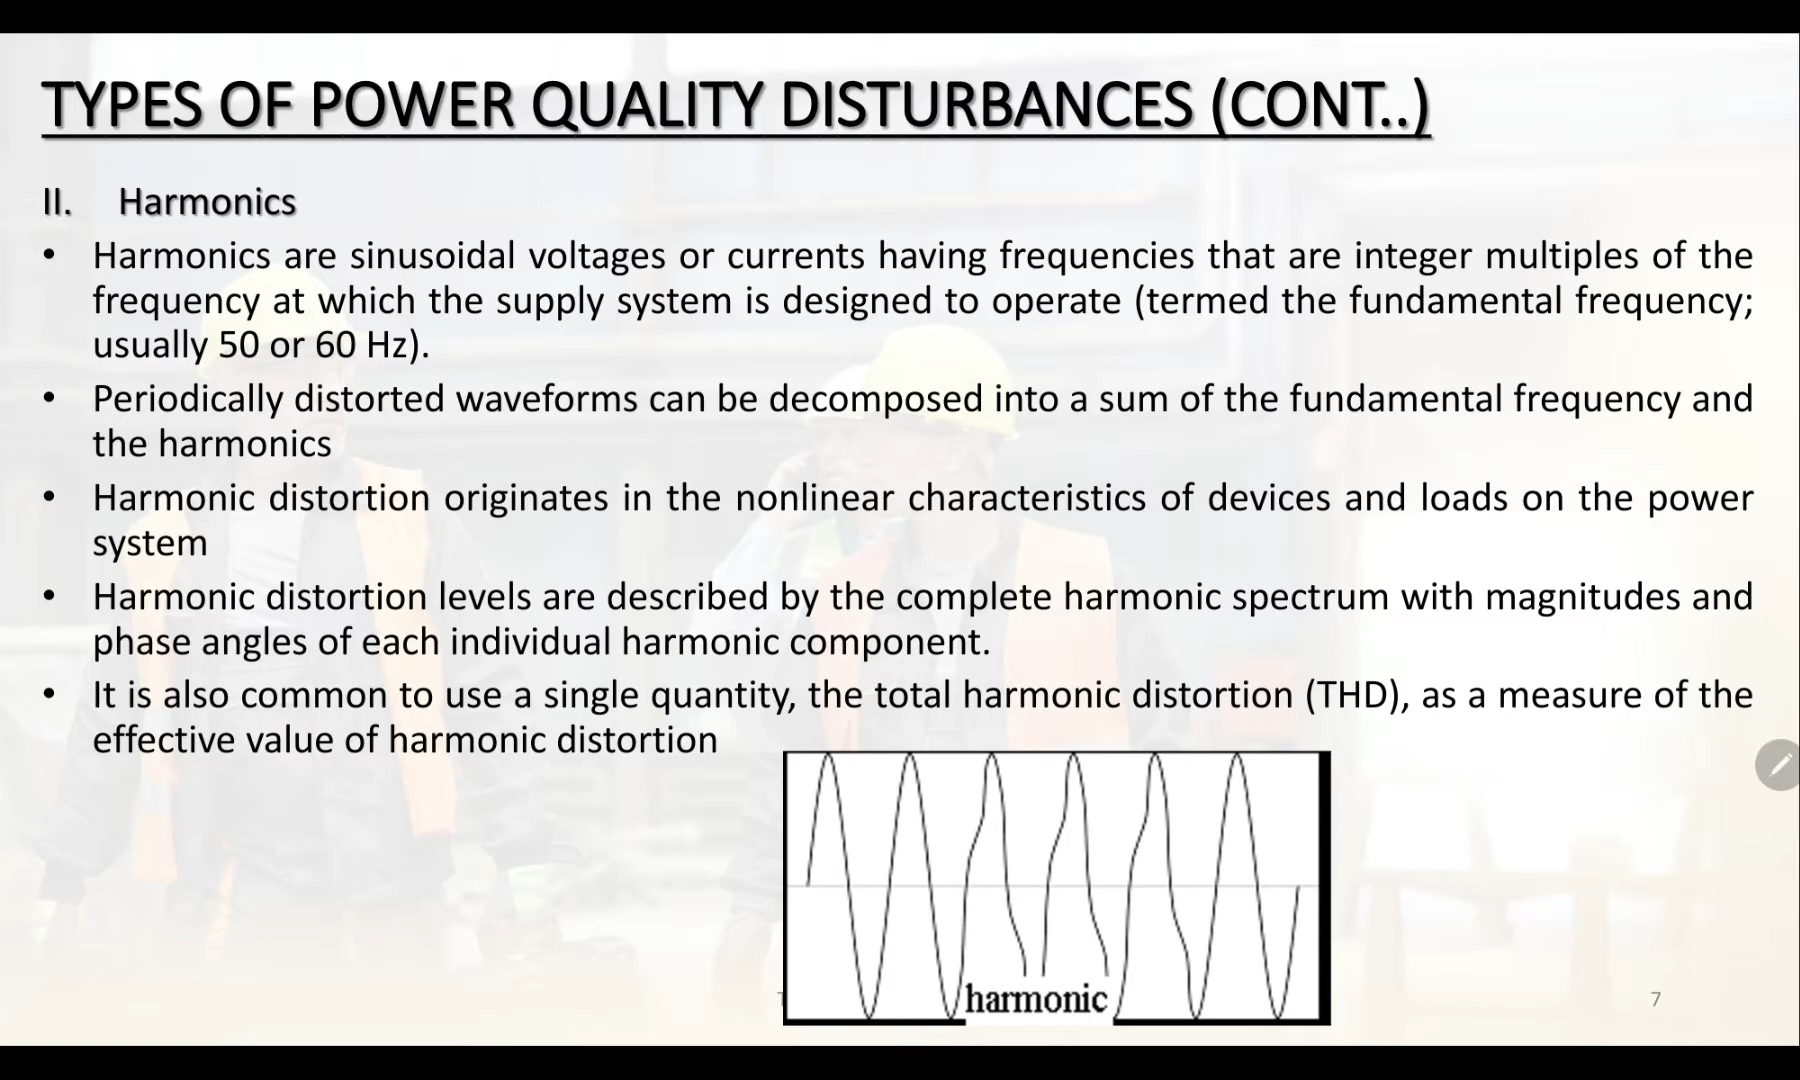 TYPES OF POWER QUALITY DISTURBANCES (CONT..)
II. Harmonics
• Harmonics are sinusoidal voltages or currents having frequencies that are integer multiples of the
frequency at which the supply system is designed to operate (termed the fundamental frequency;
usually 50 or 60 Hz).
• Periodically distorted waveforms can be decomposed into a sum of the fundamental frequency and
the harmonics
• Harmonic distortion originates in the nonlinear characteristics of devices and loads on the power
system
• Harmonic distortion levels are described by the complete harmonic spectrum with magnitudes and
phase angles of each individual harmonic component.
• It is also common to use a single quantity, the total harmonic distortion (THD), as a measure of the
effective value of harmonic distortion
harmonic
7